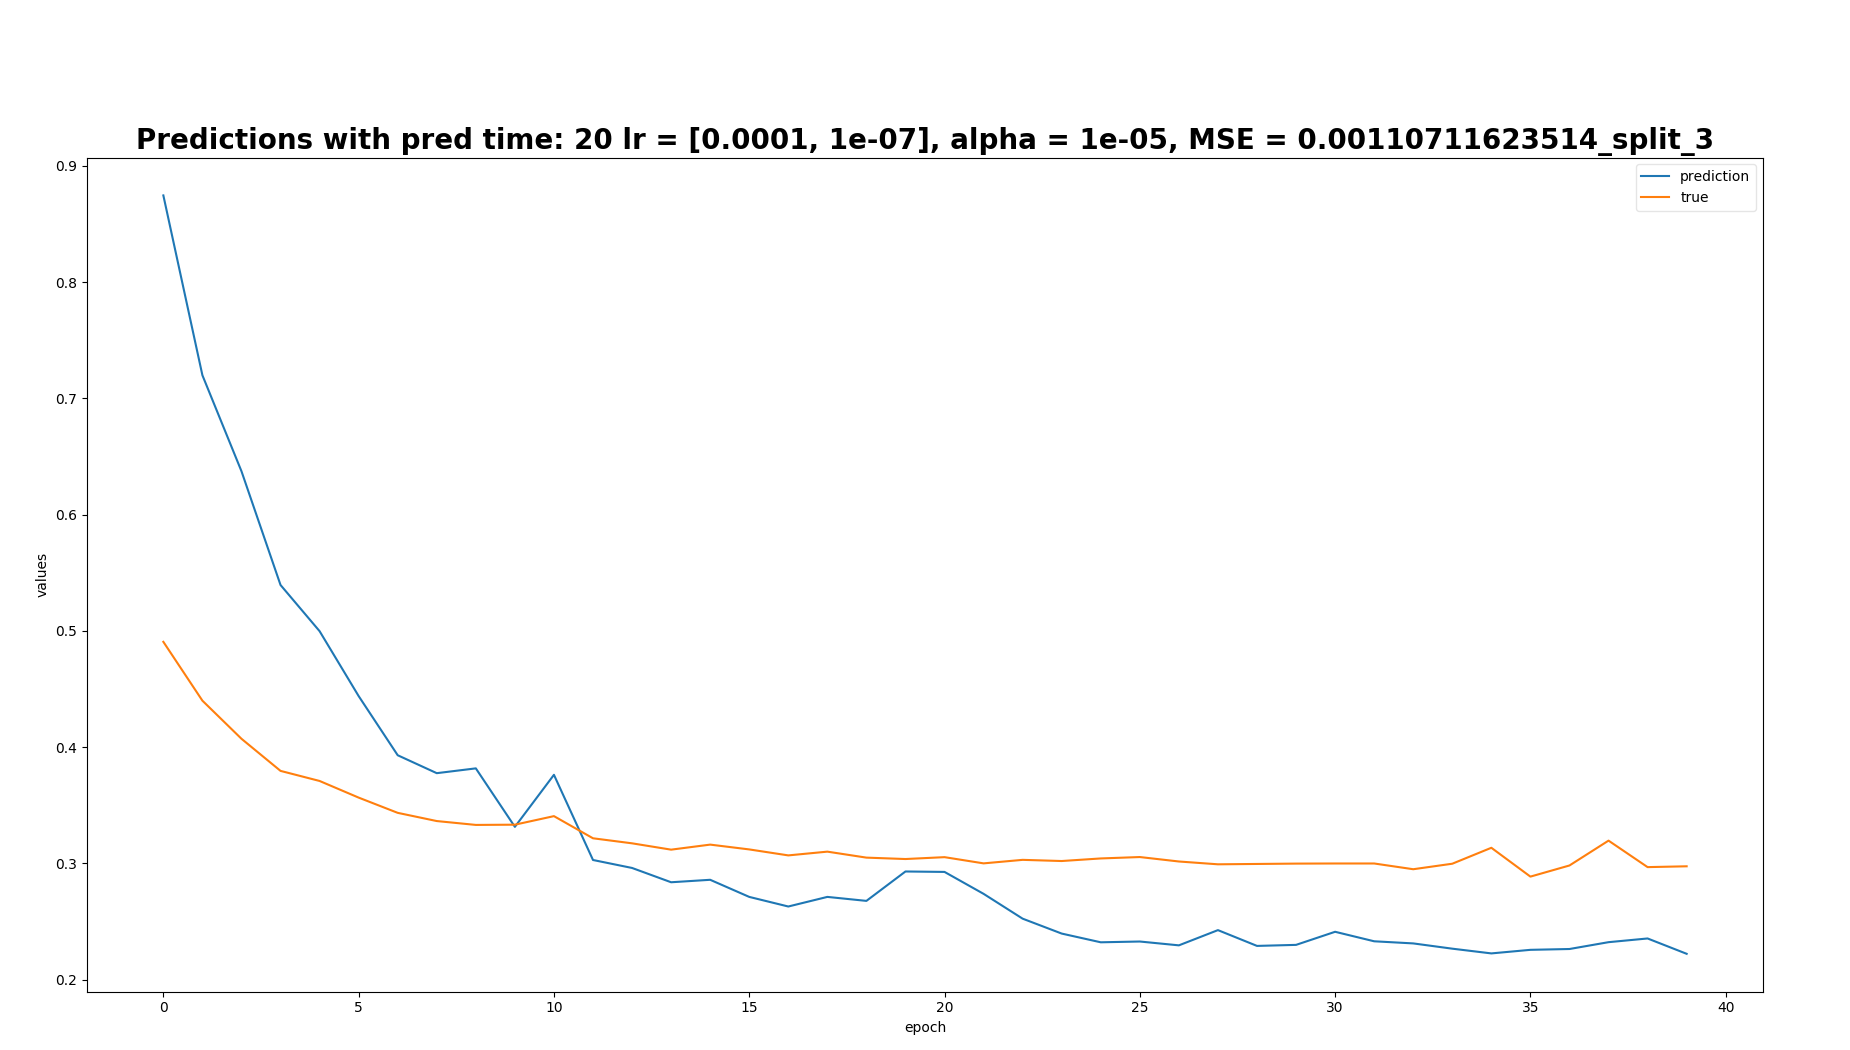 Predictions with pred time: 20 lr = [0.0001, 1e-07], alpha = 1e-05, MSE = 0.00110711623514_split_3
prediction
true
0.9
0.8
0.7
0.6
0.5
0.4
0.3
0.2
values
0 5 10 15 20 25 30 35 40
epoch